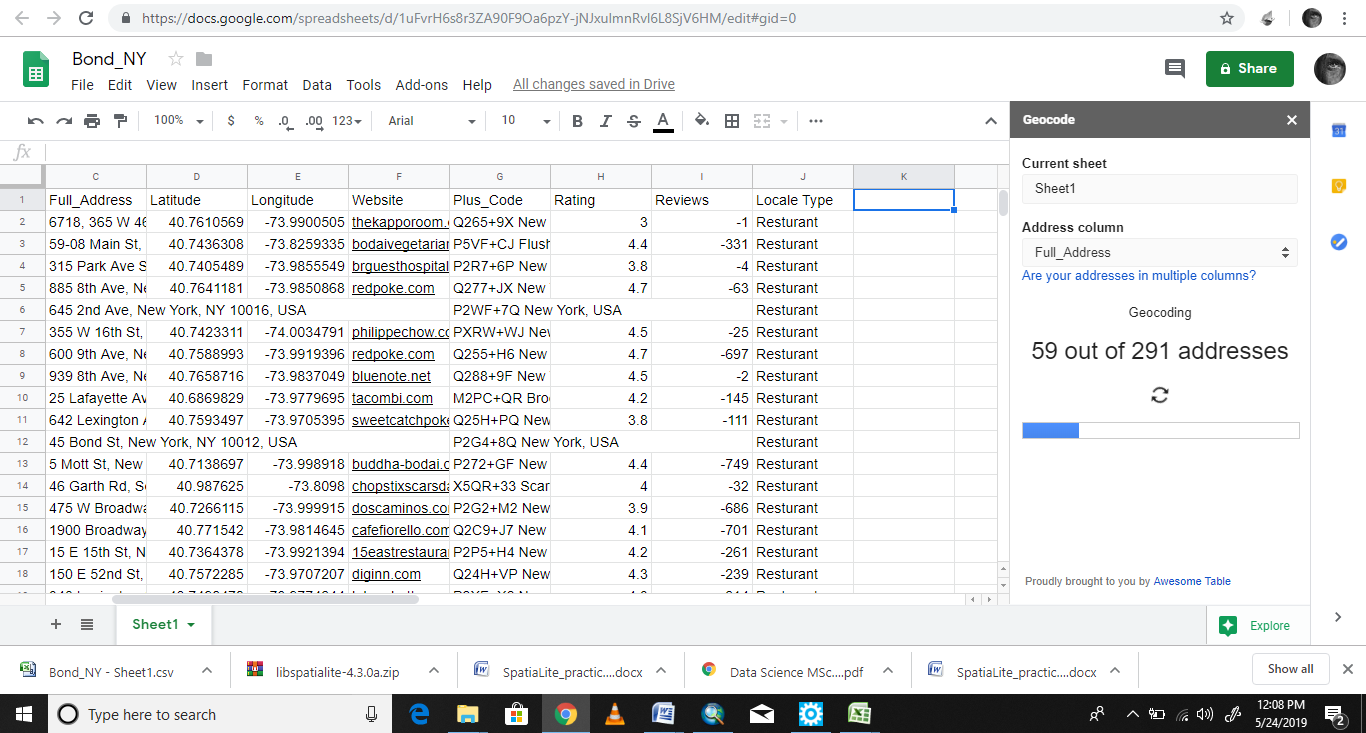 https://docs.google.com/spreadsheets/d/1uFvrH6s8r3ZA90F9Oa6pzY-jNJxuImnRvI6L8SjV6HM/edit#gid=0
Bond_NY
File Edit View Insert Format Data Tools Add-ons Help All changes saved in Drive
Share
100% $ % .0 .00 123 Arial 10 B I S A
fx
Geocode
Current sheet
Sheet1
Address column
Full_Address
Are your addresses in multiple columns?
Geocoding
59 out of 291 addresses
Proudly brought to you by Awesome Table
31
C D E F G H I J K
1 Full_Address Latitude Longitude Website Plus_Code Rating Reviews Locale Type
2 6718, 365 W 46 40.7610569 -73.9900505 thekapporoom. Q265+9X New 3 -1 Resturant
3 59-08 Main St, 40.7436308 -73.8259335 bodaivegetarian P5VF+CJ Flush 4.4 -331 Resturant
4 315 Park Ave S 40.7405489 -73.9855549 brguesthospital P2R7+6P New 3.8 -4 Resturant
5 885 8th Ave, Ne 40.7641181 -73.9850868 redpoke.com Q277+JX New 4.7 -63 Resturant
6 645 2nd Ave, New York, NY 10016, USA P2WF+7Q New York, USA Resturant
7 355 W 16th St, 40.7423311 -74.0034791 philippechow.co PXRW+WJ New 4.5 -25 Resturant
8 600 9th Ave, Ne 40.7588993 -73.9919396 redpoke.com Q255+H6 New 4.7 -697 Resturant
9 939 8th Ave, Ne 40.7658716 -73.9837049 bluenote.net Q288+9F New 4.5 -2 Resturant
10 25 Lafayette Av 40.6869829 -73.9779695 tacombi.com M2PC+QR Bro 4.2 -145 Resturant
11 642 Lexington 40.7593497 -73.9705395 sweetcatchpoke Q25H+PQ New 3.8 -111 Resturant
12 45 Bond St, New York, NY 10012, USA P2G4+8Q New York, USA Resturant
13 5 Mott St, New 40.7138697 -73.998918 buddha-bodai.c P272+GF New 4.4 -749 Resturant
14 46 Garth Rd, S 40.987625 -73.8098 chopstixscarsda X5QR+33 Scar 4 -32 Resturant
15 475 W Broadwa 40.7266115 -73.999915 doscaminos.co P2G2+M2 New 3.9 -686 Resturant
16 1900 Broadway 40.771542 -73.9814645 cafefiorello.com Q2C9+J7 New 4.1 -701 Resturant
17 15 E 15th St, N 40.7364378 -73.9921394 15eastrestaura P2P5+H4 New 4.2 -261 Resturant
18 150 E 52nd St, 40.7572285 -73.9707207 diginn.com Q24H+VP New 4.3 -239 Resturant
Sheet1
Explore
Bond_NY - Sheet1.csv libspatialite-4.3.0a.zip SpatiaLite_practic....docx Data Science MSc....pdf SpatiaLite_practic....docx Show all
Type here to search
12:08 PM
5/24/2019
2